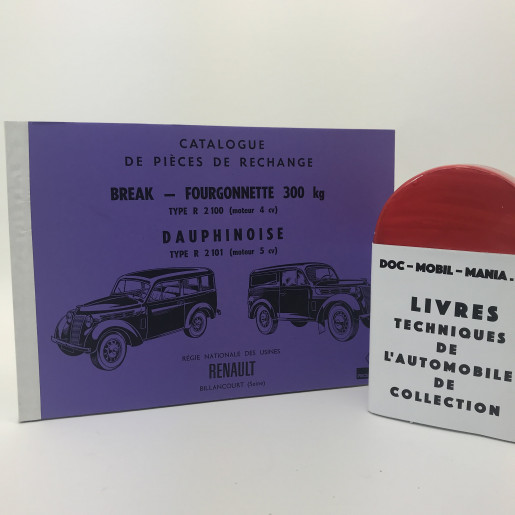 CATALOGUE
DE PIÈCES DE RECHANGE
BREAK — FOURGONNETTE 300 kg
TYPE R 2100 (moteur 4 cv)
DAUPHINOISE
TYPE R 2101 (moteur 5 cv)
REGIE NATIONALE DES USINES
RENAULT
BILLANCOURT (Seine)
DOC-MOBIL-MANIA.
LIVRES
TECHNIQUES
DE
L'AUTOMOBILE
DE
COLLECTION